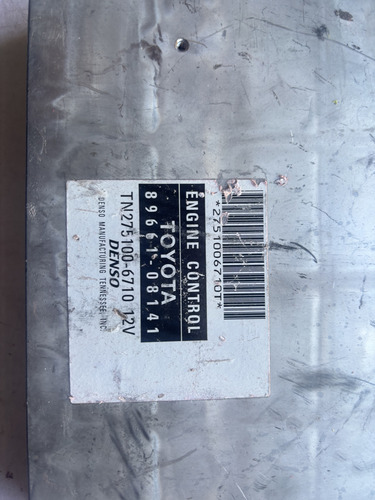 *2751006710T*
ENGINE CONTROL
TOYOTA
89661-08141
TN275100-6710 12V
DENSO
DENSO MANUFACTURING TENNESSEE, INC.